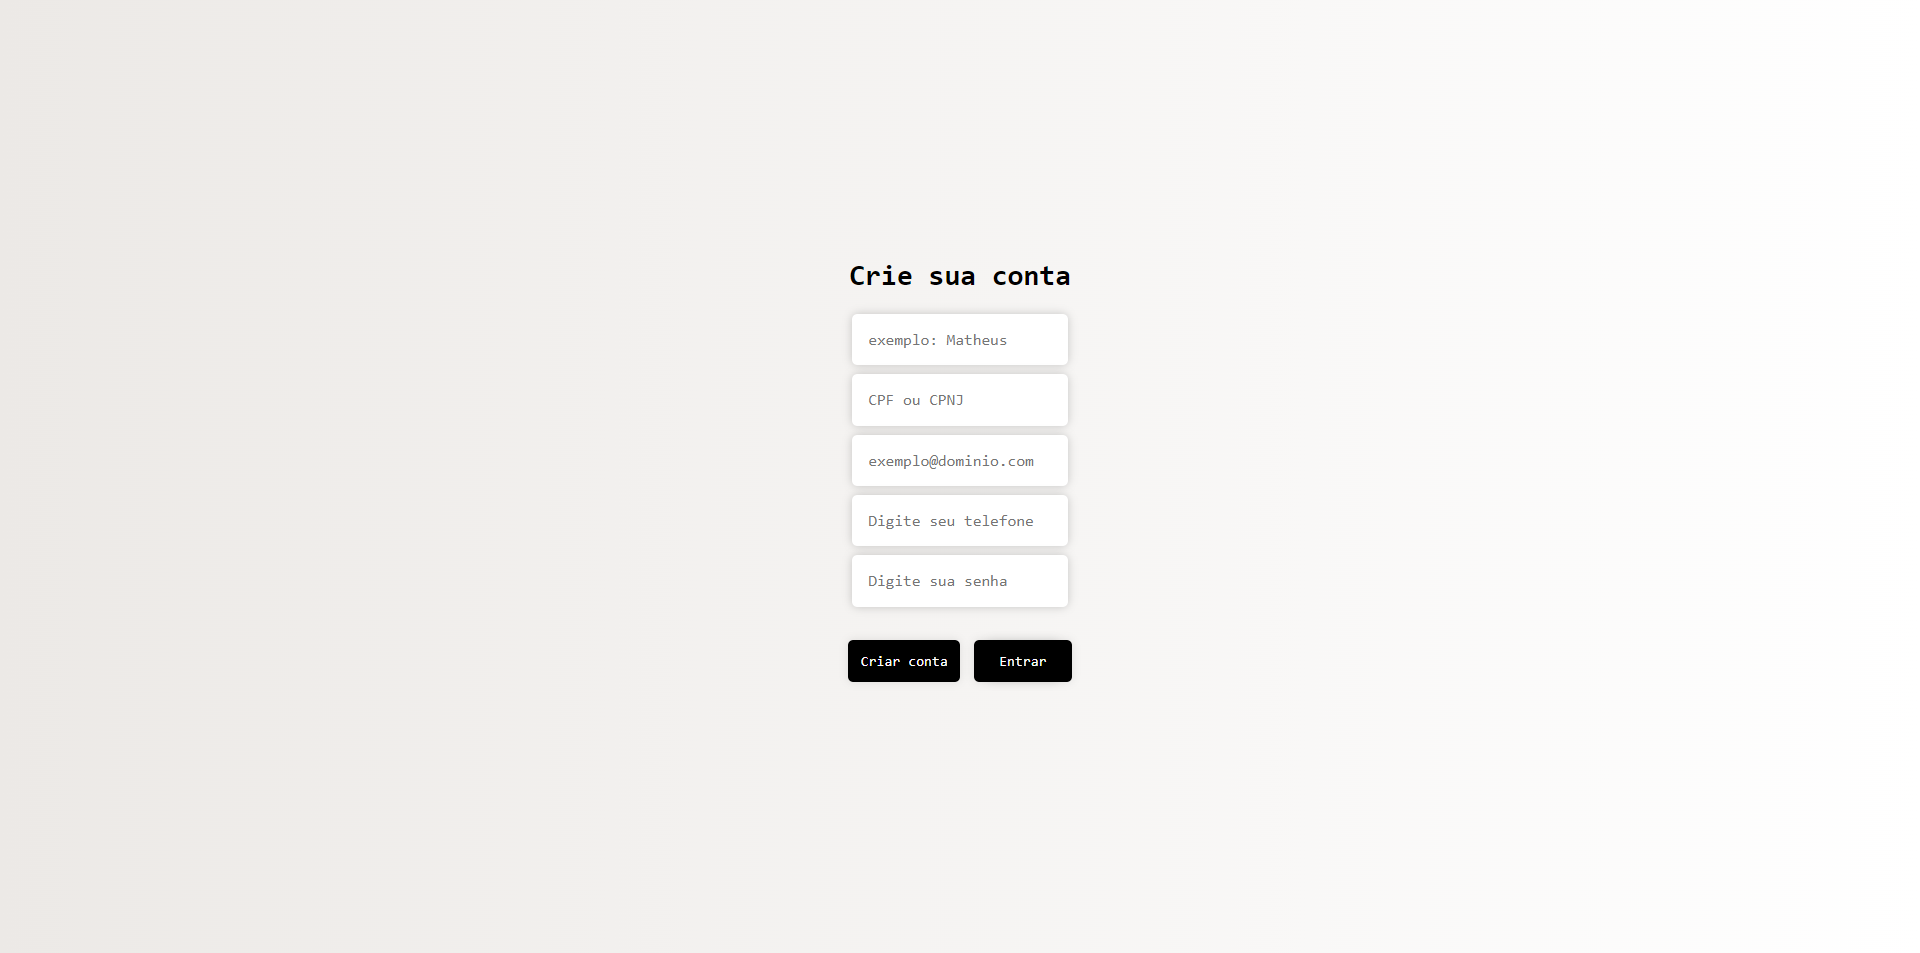 Crie sua conta
exemplo: Matheus
CPF ou CPNJ
exemplo@dominio.com
Digite seu telefone
Digite sua senha
Criar conta Entrar